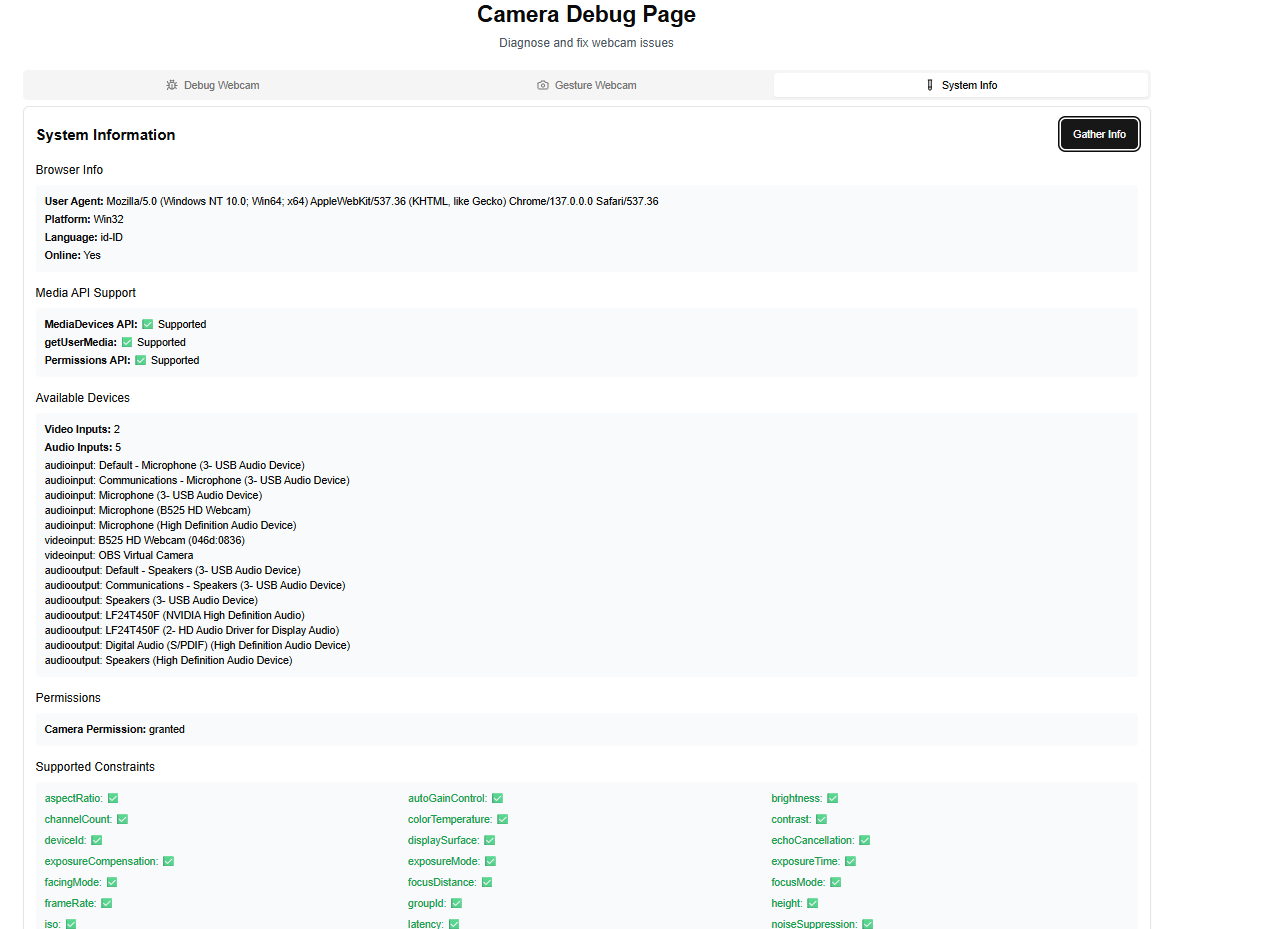 Camera Debug Page
Diagnose and fix webcam issues
Debug Webcam
Gesture Webcam
System Info
System Information
Gather Info
Browser Info
User Agent: Mozilla/5.0 (Windows NT 10.0; Win64; x64) AppleWebKit/537.36 (KHTML, like Gecko) Chrome/137.0.0.0 Safari/537.36
Platform: Win32
Language: id-ID
Online: Yes
Media API Support
MediaDevices API: ✅ Supported
getUserMedia: ✅ Supported
Permissions API: ✅ Supported
Available Devices
Video Inputs: 2
Audio Inputs: 5
audioinput: Default - Microphone (3- USB Audio Device)
audioinput: Communications - Microphone (3- USB Audio Device)
audioinput: Microphone (3- USB Audio Device)
audioinput: Microphone (B525 HD Webcam)
audioinput: Microphone (High Definition Audio Device)
videoinput: B525 HD Webcam (046d:0836)
videoinput: OBS Virtual Camera
audiooutput: Default - Speakers (3- USB Audio Device)
audiooutput: Communications - Speakers (3- USB Audio Device)
audiooutput: Speakers (3- USB Audio Device)
audiooutput: LF24T450F (NVIDIA High Definition Audio)
audiooutput: LF24T450F (2- HD Audio Driver for Display Audio)
audiooutput: Digital Audio (S/PDIF) (High Definition Audio Device)
audiooutput: Speakers (High Definition Audio Device)
Permissions
Camera Permission: granted
Supported Constraints
aspectRatio: ✅ autoGainControl: ✅ brightness: ✅
channelCount: ✅ colorTemperature: ✅ contrast: ✅
deviceId: ✅ displaySurface: ✅ echoCancellation: ✅
exposureCompensation: ✅ exposureMode: ✅ exposureTime: ✅
facingMode: ✅ focusDistance: ✅ focusMode: ✅
frameRate: ✅ groupId: ✅ height: ✅
iso: ✅ latency: ✅ noiseSuppression: ✅